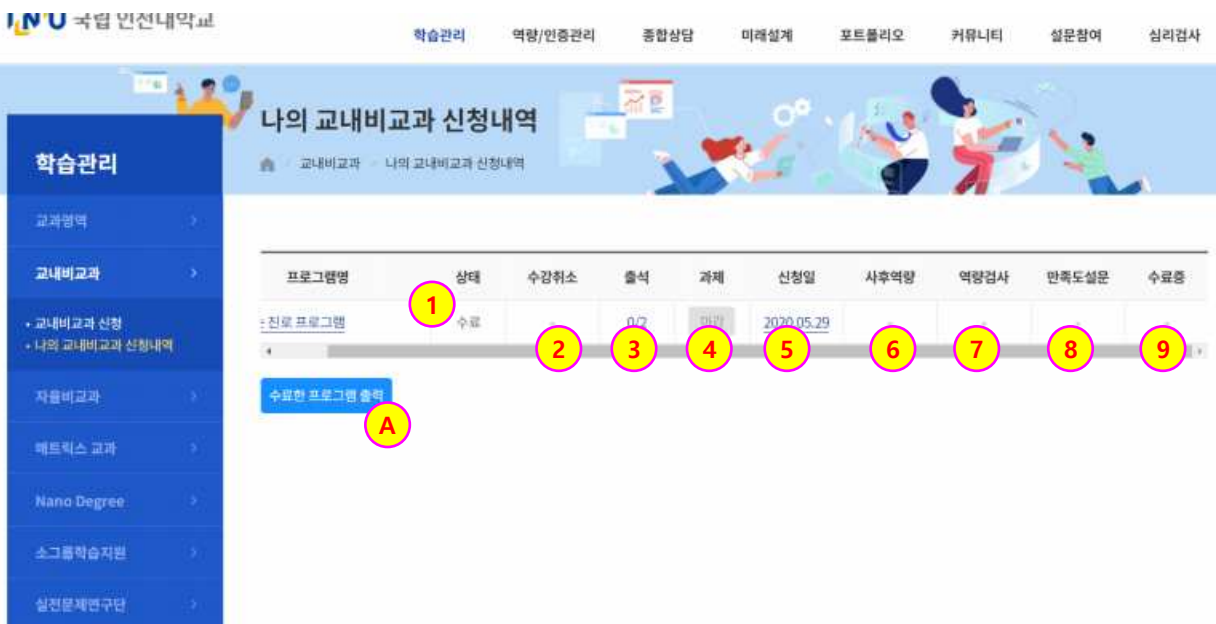 국립 인천대학교
학습관리 역량/인증관리 종합상담 미래설계 포트폴리오 커뮤니티 설문참여 심리검사
나의 교내비교과 신청내역
교내비교과 나의 교내비교과 신청내역
학습관리
교과영역
교내비교과
• 교내비교과 신청
• 나의 교내비교과 신청내역
자율비교과
매트릭스 교과
Nano Degree
소그룹학습지원
실전문제연구단
프로그램명 상태 수강취소 출석 과제 신청일 사후역량 역량검사 만족도설문 수료증
진로 프로그램 수료 - 0/2 마감 2020.05.29 - - - -
1 2 3 4 5 6 7 8 9
수료한 프로그램 출력
A